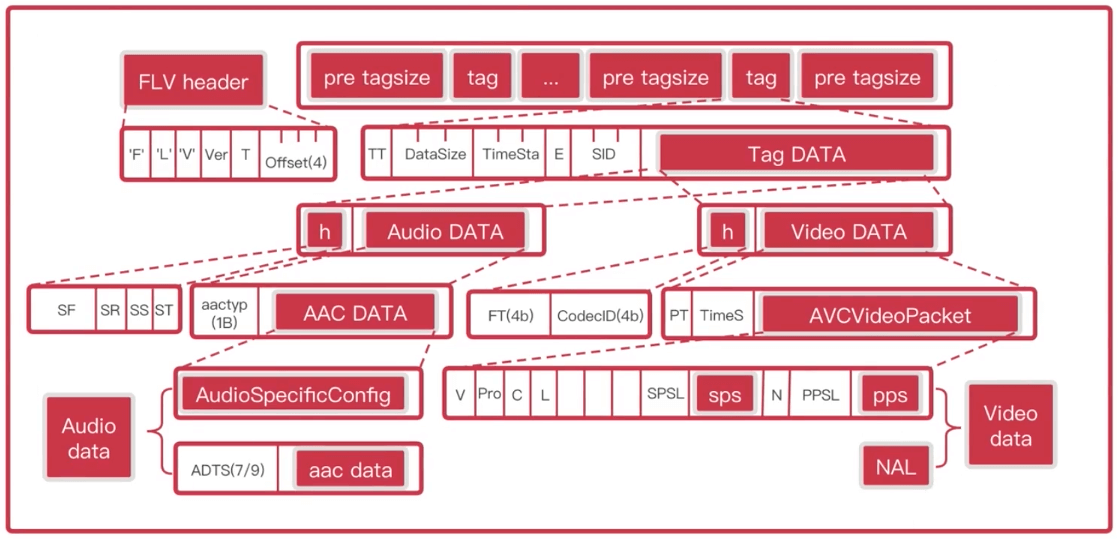 FLV header
pre tagsize tag ... pre tagsize tag pre tagsize
'F' 'L' 'V' Ver T Offset(4)
TT DataSize TimeSta E SID Tag DATA
h Audio DATA
h Video DATA
SF SR SS ST
aactyp
(1B)
AAC DATA
FT(4b) CodecID(4b)
PT TimeS AVCVideoPacket
AudioSpecificConfig
V Pro C L SPSL sps N PPSL pps
Audio
data
Video
data
ADTS(7/9) aac data
NAL